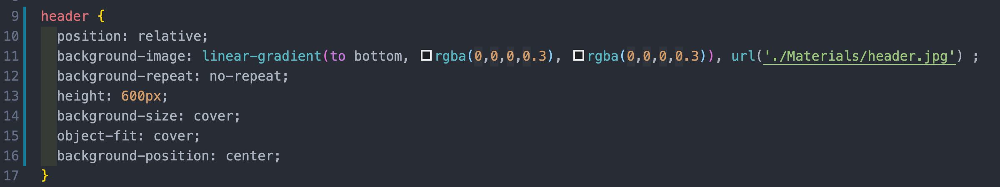 9 header {
10 position: relative;
11 background-image: linear-gradient(to bottom, rgba(0,0,0,0.3), rgba(0,0,0,0.3)), url('./Materials/header.jpg') ;
12 background-repeat: no-repeat;
13 height: 600px;
14 background-size: cover;
15 object-fit: cover;
16 background-position: center;
17 }